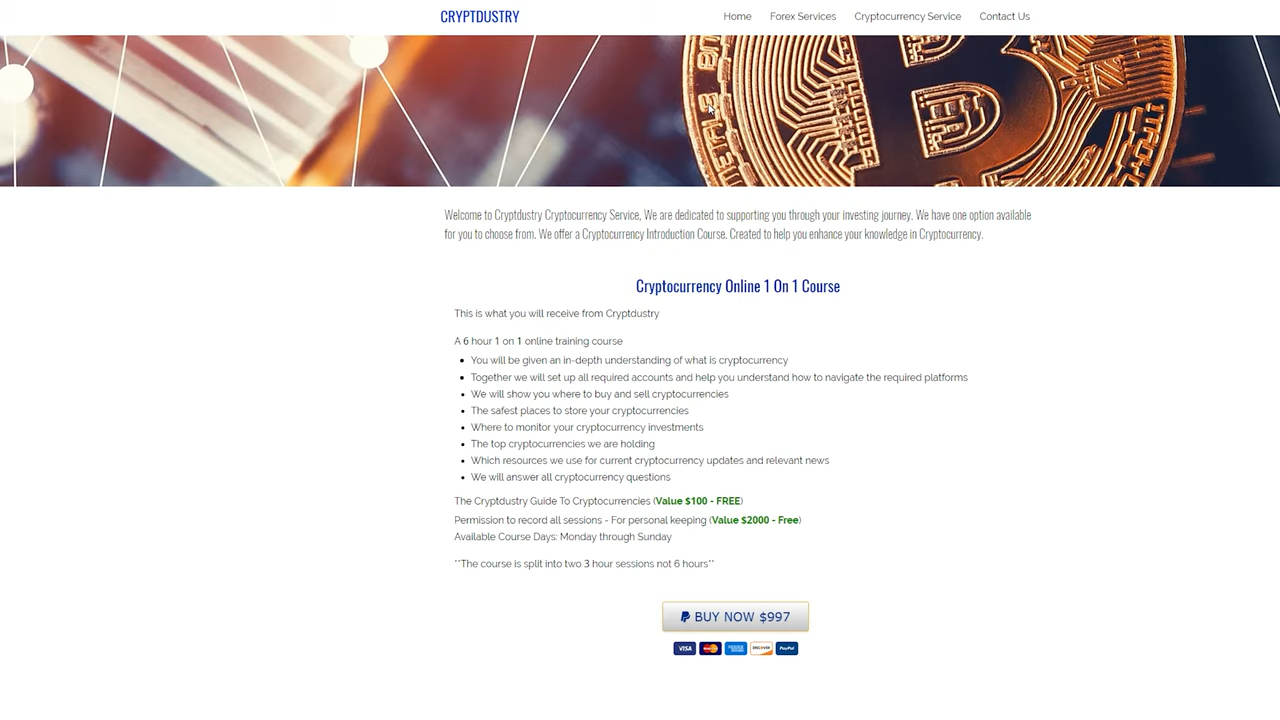 CRYPTDUSTRY
Home Forex Services Cryptocurrency Service Contact Us
Welcome to Cryptdustry Cryptocurrency Service, We are dedicated to supporting you through your investing journey. We have one option available
for you to choose from. We offer a Cryptocurrency Introduction Course. Created to help you enhance your knowledge in Cryptocurrency.
Cryptocurrency Online 1 On 1 Course
This is what you will receive from Cryptdustry
A 6 hour 1 on 1 online training course
• You will be given an in-depth understanding of what is cryptocurrency
• Together we will set up all required accounts and help you understand how to navigate the required platforms
• We will show you where to buy and sell cryptocurrencies
• The safest places to store your cryptocurrencies
• Where to monitor your cryptocurrency investments
• The top cryptocurrencies we are holding
• Which resources we use for current cryptocurrency updates and relevant news
• We will answer all cryptocurrency questions
The Cryptdustry Guide To Cryptocurrencies (Value $100 - FREE)
Permission to record all sessions - For personal keeping (Value $2000 - Free)
Available Course Days: Monday through Sunday
**The course is split into two 3 hour sessions not 6 hours**
BUY NOW $997
VISA MasterCard DISCOVER PayPal